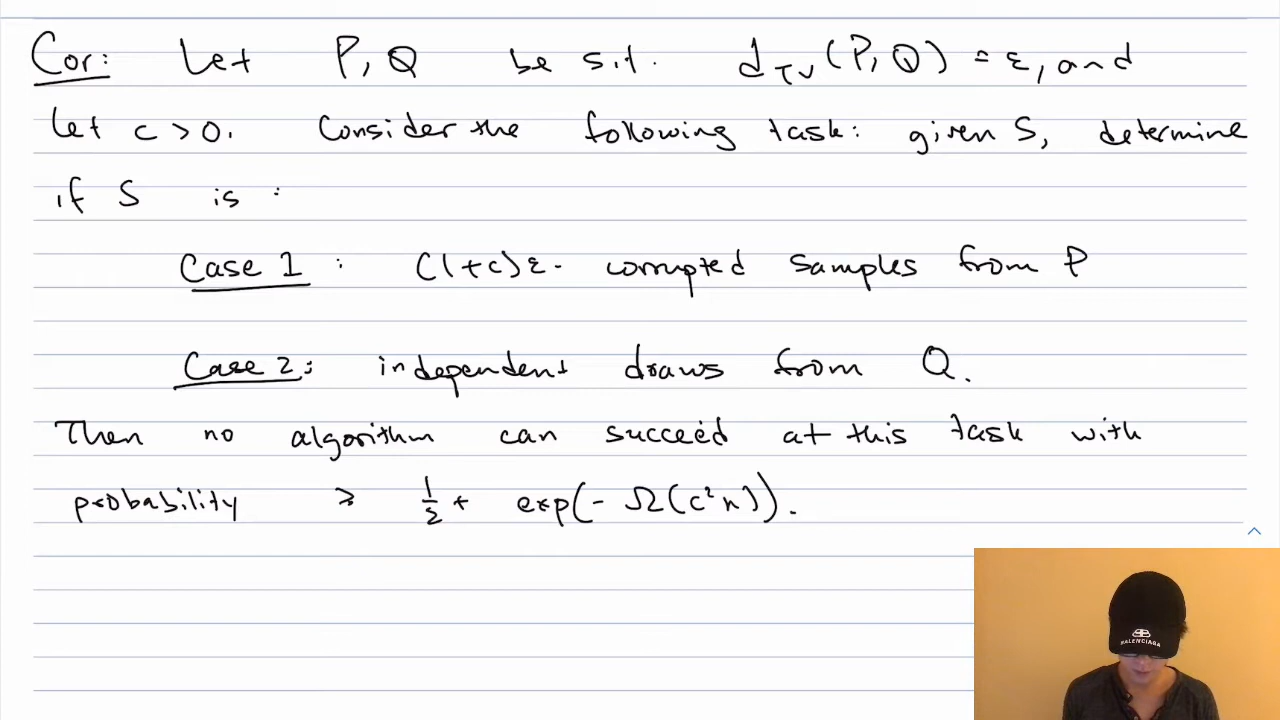 Cor: Let P, Q be s.t. d_TV(P, Q) = ε, and
let c > 0. Consider the following task: given S, determine
if S is :
Case 1 : (1+c)ε- corrupted samples from P
Case 2: independent draws from Q.
Then no algorithm can succeed at this task with
probability ≥ 1/2 + exp(- Ω(c²n)).
BALENCIAGA